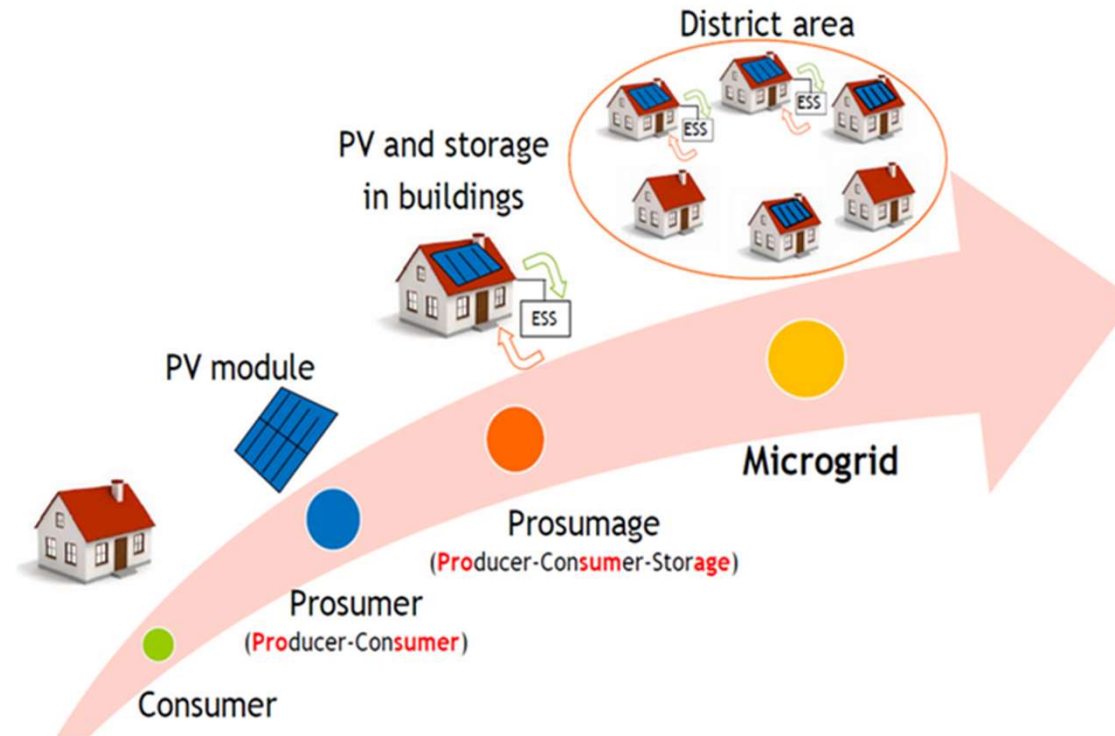 District area
ESS
ESS
PV and storage
in buildings
ESS
PV module
Microgrid
Prosumage
(Producer-Consumer-Storage)
Prosumer
(Producer-Consumer)
Consumer